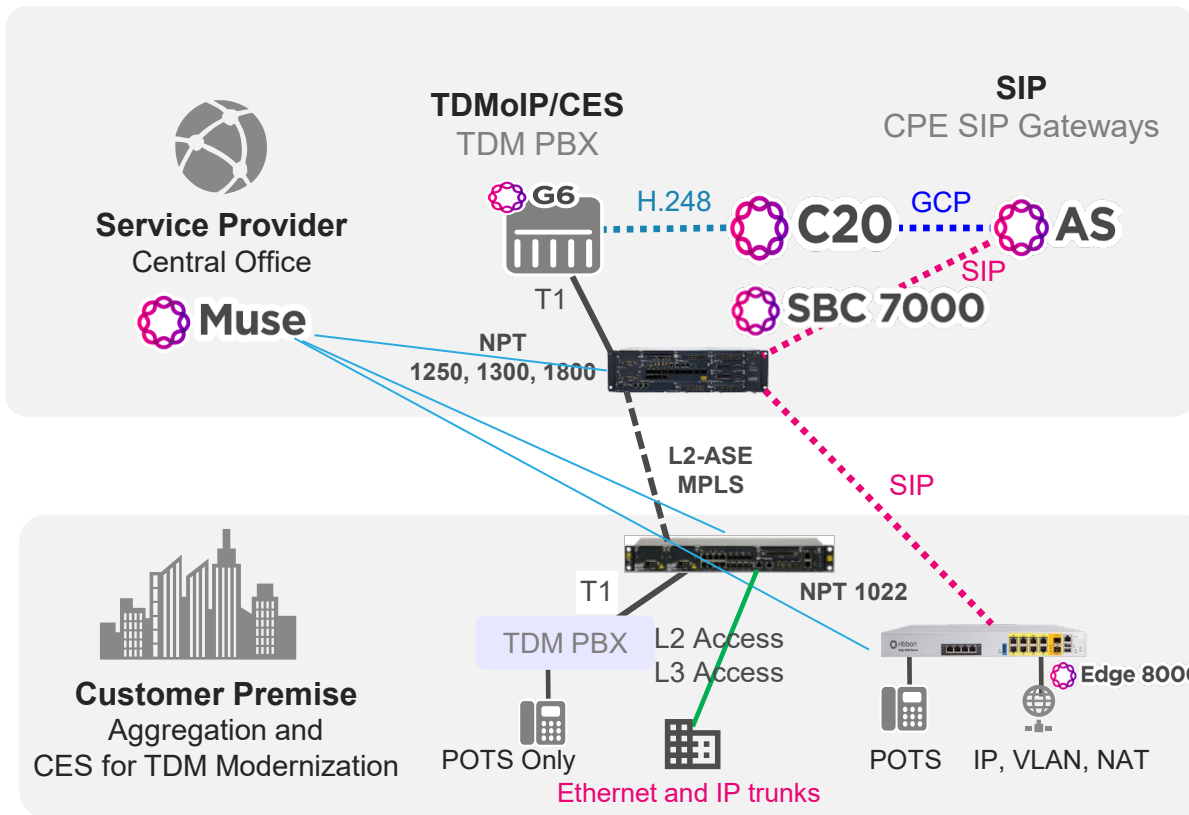 TDMoIP/CES
TDM PBX
SIP
CPE SIP Gateways
Service Provider
Central Office
Muse
G6
H.248
C20
GCP
AS
SIP
SBC 7000
T1
NPT
1250, 1300, 1800
L2-ASE
MPLS
SIP
Customer Premise
Aggregation and
CES for TDM Modernization
T1
NPT 1022
TDM PBX
L2 Access
L3 Access
ribbon
Edge 8000
POTS Only
Ethernet and IP trunks
POTS
IP, VLAN, NAT